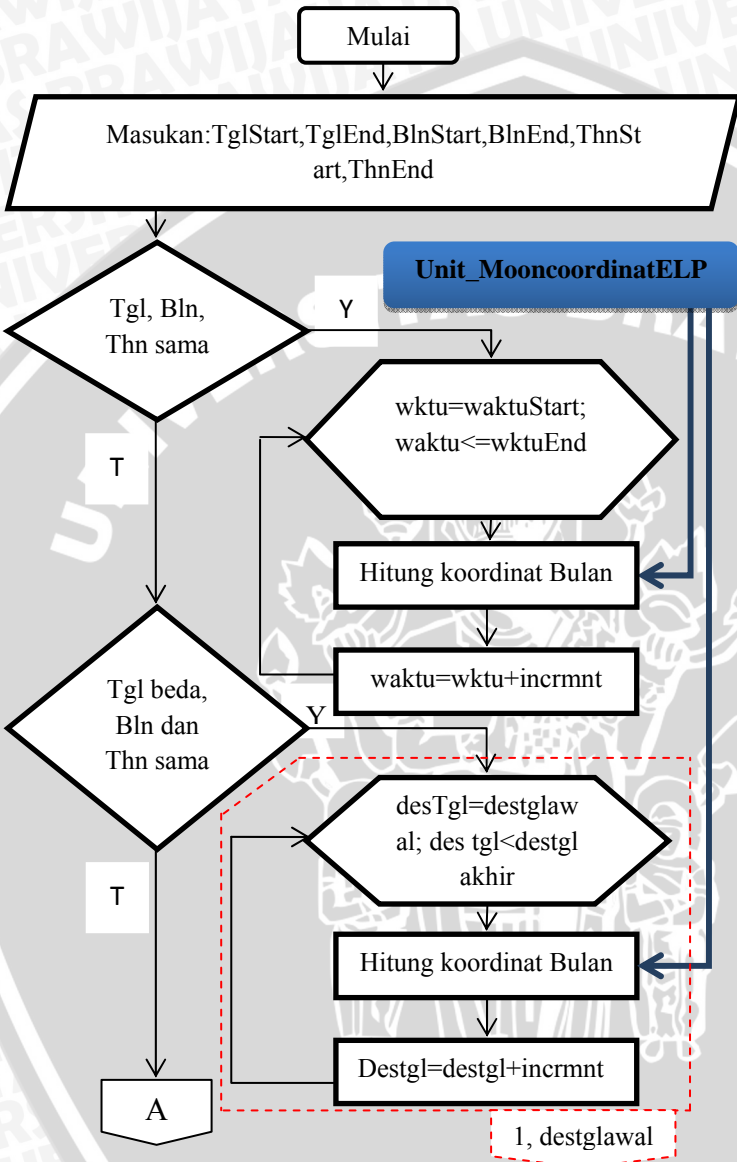 Mulai
Masukan:TglStart,TglEnd,BlnStart,BlnEnd,ThnSt
art,ThnEnd
Unit_MooncoordinatELP
Tgl, Bln,
Thn sama
Y
wktu=waktuStart;
waktu<=wktuEnd
T
Hitung koordinat Bulan
waktu=wktu+incrmnt
Tgl beda,
Bln dan
Thn sama
Y
desTgl=destglaw
al; des tgl<destgl
akhir
T
Hitung koordinat Bulan
Destgl=destgl+incrmnt
A
1, destglawal